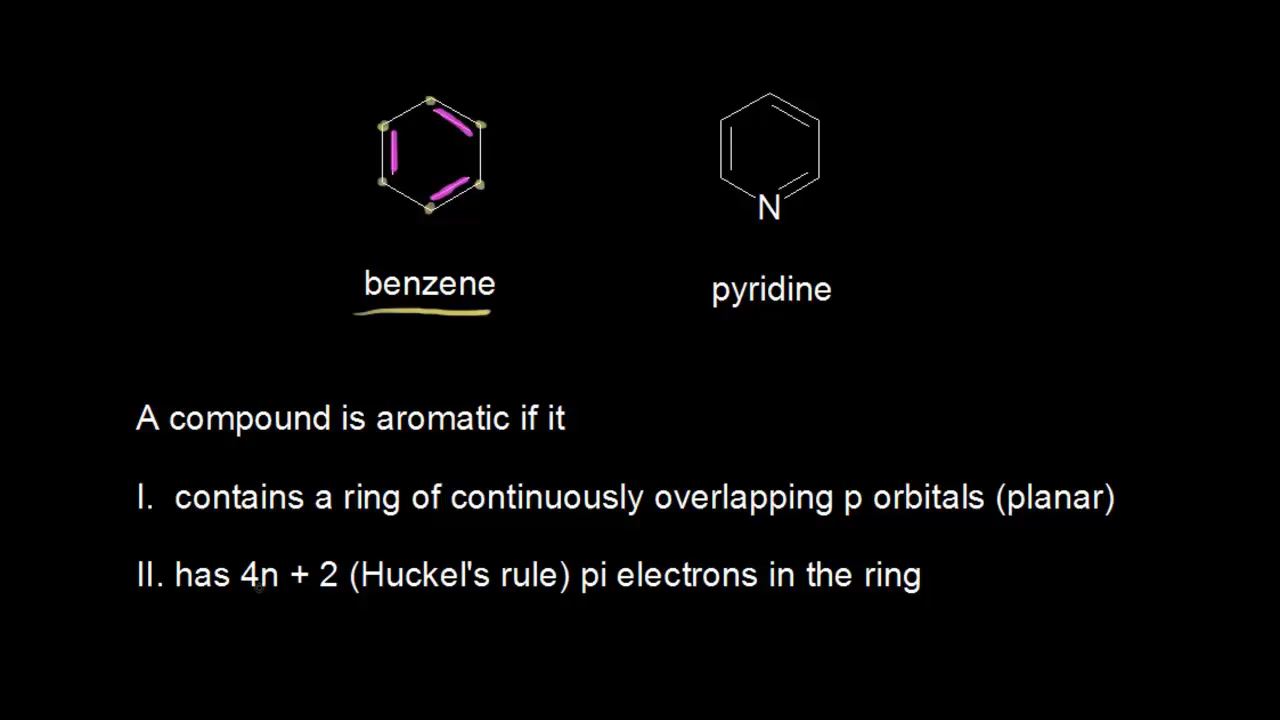 N
benzene
pyridine
A compound is aromatic if it
I. contains a ring of continuously overlapping p orbitals (planar)
II. has 4n + 2 (Huckel's rule) pi electrons in the ring